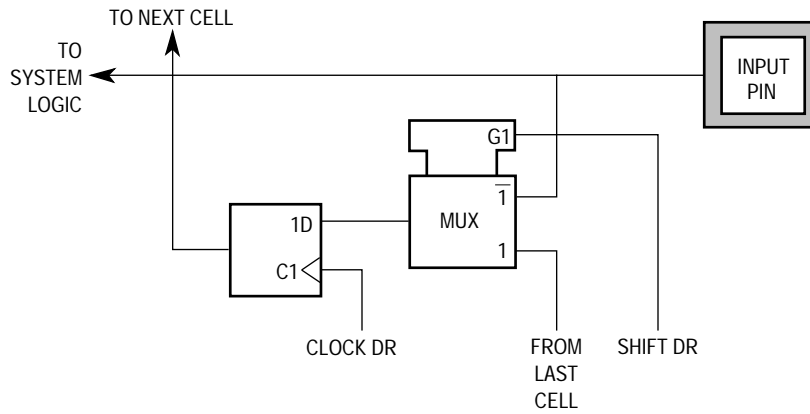 TO NEXT CELL
TO
SYSTEM
LOGIC
INPUT
PIN
G1
1̅
1D
MUX
1
C1
CLOCK DR
FROM
LAST
CELL
SHIFT DR